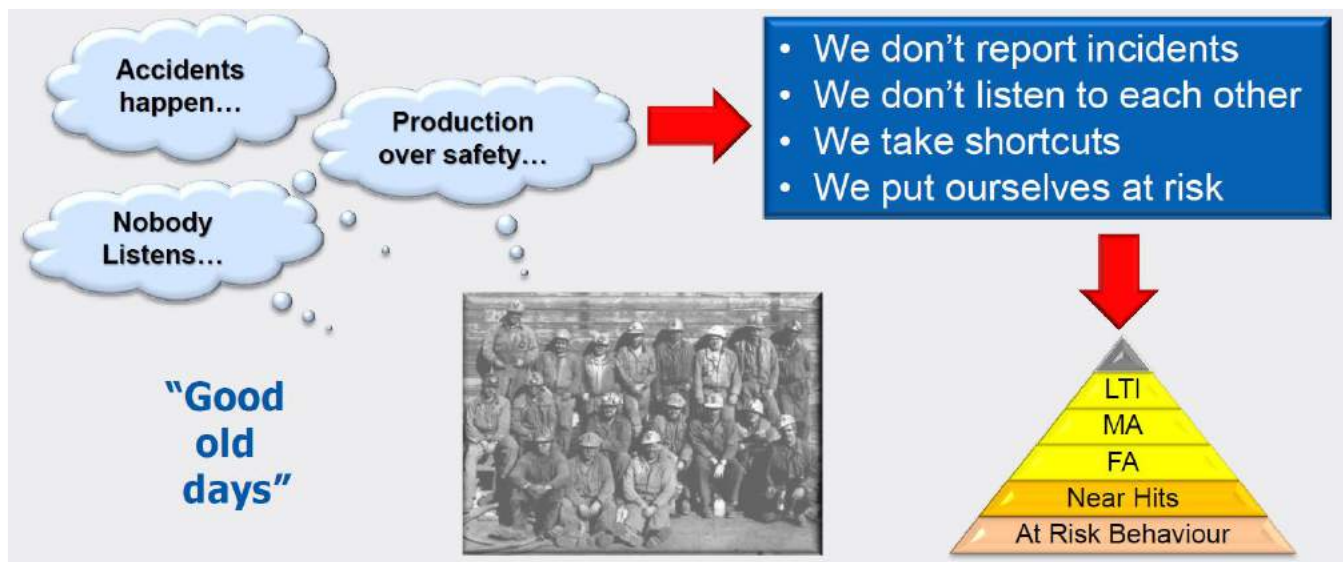 Accidents
happen...
Production
over safety...
Nobody
Listens...
• We don't report incidents
• We don't listen to each other
• We take shortcuts
• We put ourselves at risk
"Good
old
days"
LTI
MA
FA
Near Hits
At Risk Behaviour